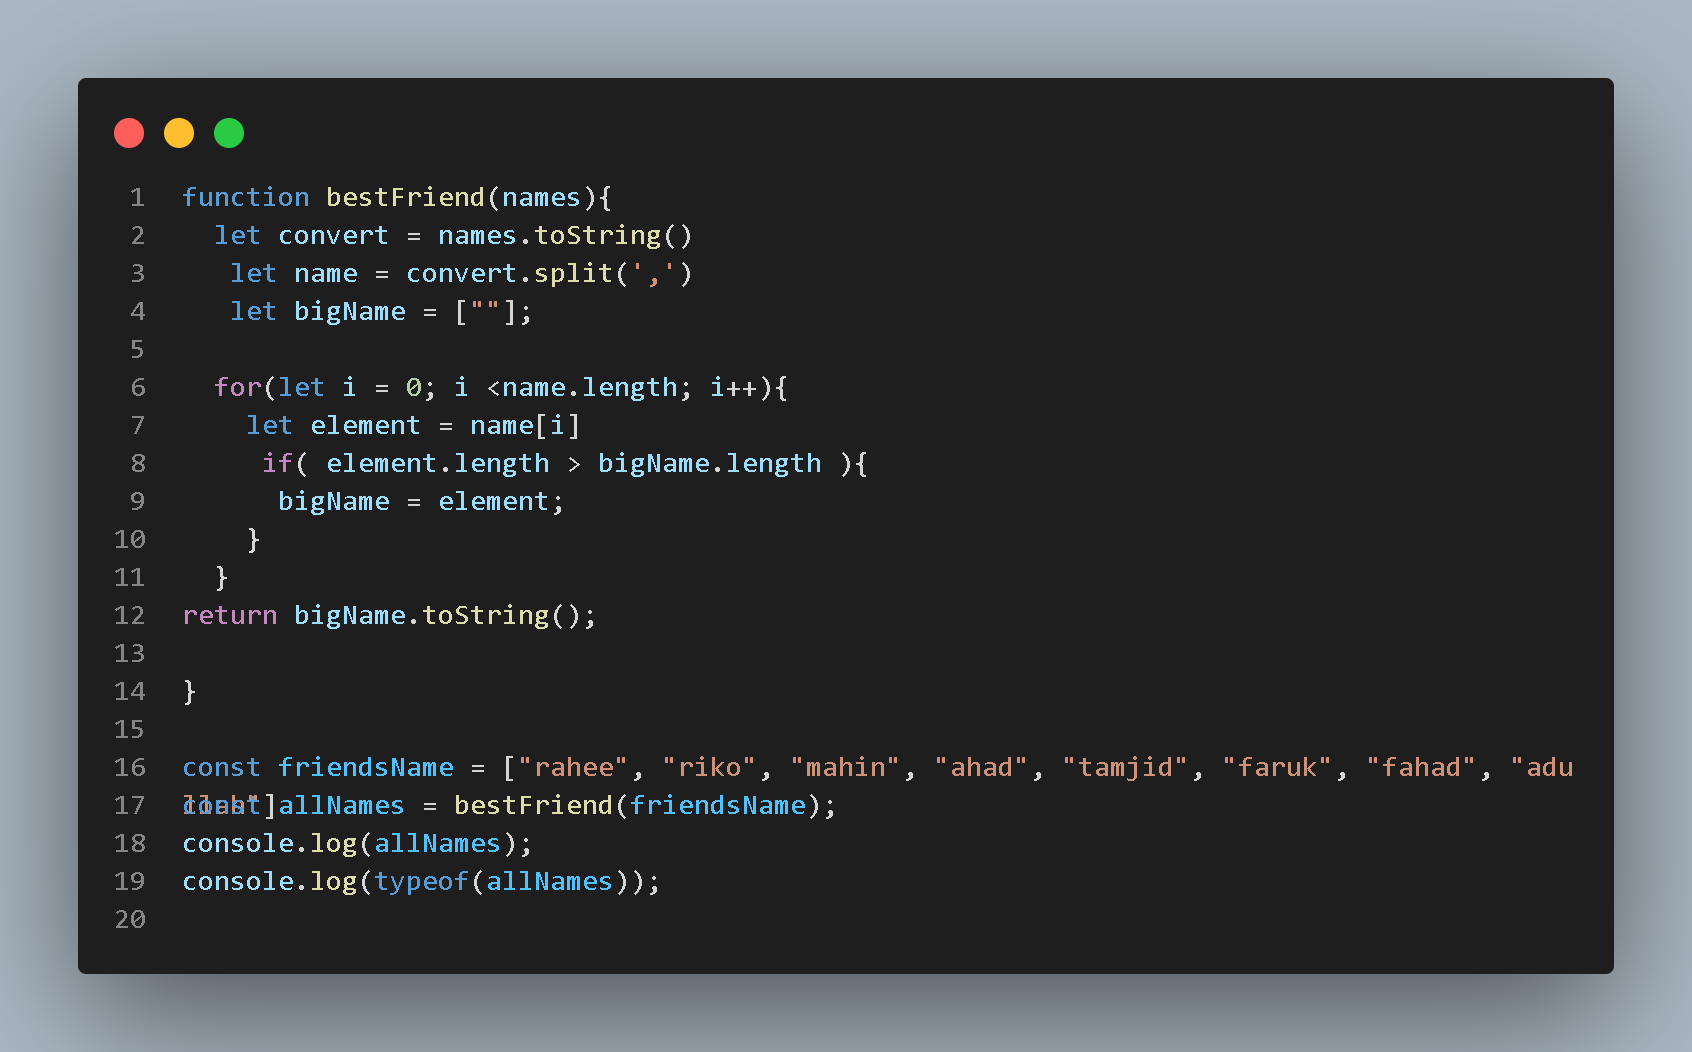 1 function bestFriend(names){
2 let convert = names.toString()
3 let name = convert.split(',')
4 let bigName = [""];
5
6 for(let i = 0; i <name.length; i++){
7 let element = name[i]
8 if( element.length > bigName.length ){
9 bigName = element;
10 }
11 }
12 return bigName.toString();
13
14 }
15
16 const friendsName = ["rahee", "riko", "mahin", "ahad", "tamjid", "faruk", "fahad", "adu
llah"]
17 const allNames = bestFriend(friendsName);
18 console.log(allNames);
19 console.log(typeof(allNames));
20